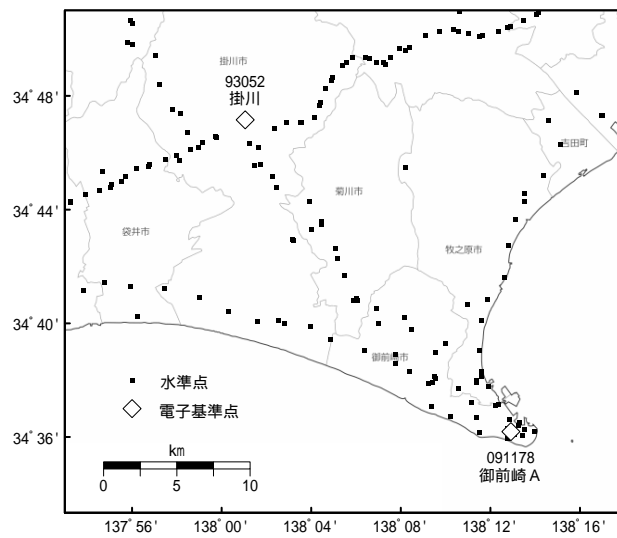 掛川市
93052
掛川
34° 48'
吉田町
菊川市
34° 44'
袋井市
牧之原市
34° 40'
御前崎市
水準点
電子基準点
34° 36'
km
091178
0 5 10
御前崎A
137° 56' 138° 00' 138° 04' 138° 08' 138° 12' 138° 16'